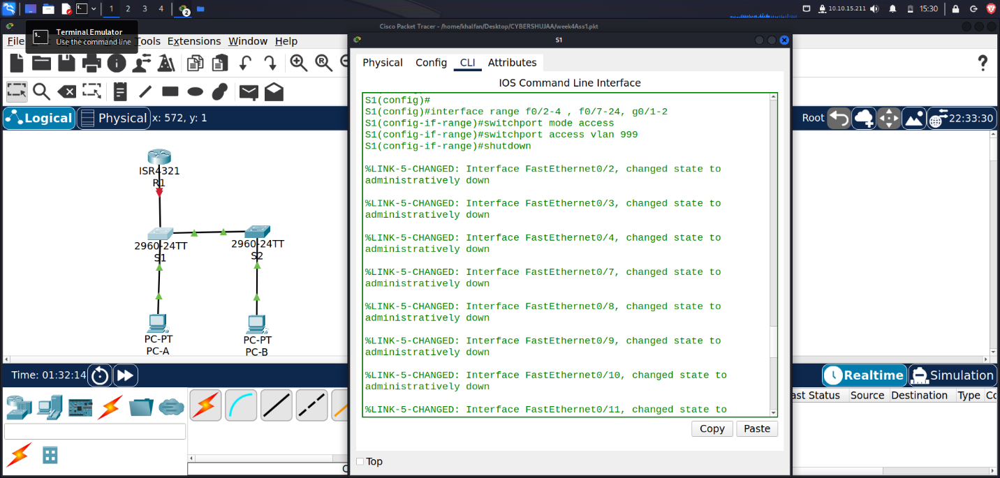 1 2 3 4 2 10.10.15.211 15:30
Cisco Packet Tracer - /home/khalfan/Desktop/CYBERSHUJAA/week4Ass1.pkt
Terminal Emulator
Use the command line
File Tools Extensions Window Help
S1
Physical Config CLI Attributes
IOS Command Line Interface
S1(config)#
S1(config)#interface range f0/2-4 , f0/7-24, g0/1-2
S1(config-if-range)#switchport mode access
S1(config-if-range)#switchport access vlan 999
S1(config-if-range)#shutdown
%LINK-5-CHANGED: Interface FastEthernet0/2, changed state to
administratively down
%LINK-5-CHANGED: Interface FastEthernet0/3, changed state to
administratively down
%LINK-5-CHANGED: Interface FastEthernet0/4, changed state to
administratively down
%LINK-5-CHANGED: Interface FastEthernet0/7, changed state to
administratively down
%LINK-5-CHANGED: Interface FastEthernet0/8, changed state to
administratively down
%LINK-5-CHANGED: Interface FastEthernet0/9, changed state to
administratively down
%LINK-5-CHANGED: Interface FastEthernet0/10, changed state to
administratively down
%LINK-5-CHANGED: Interface FastEthernet0/11, changed state to
Copy Paste
Top
Logical Physical x: 572, y: 1
Root 22:33:30
ISR4321
R1
2960-24TT
S1
2960-24TT
S2
PC-PT
PC-A
PC-PT
PC-B
Time: 01:32:14
Realtime Simulation
ast Status Source Destination Type Co